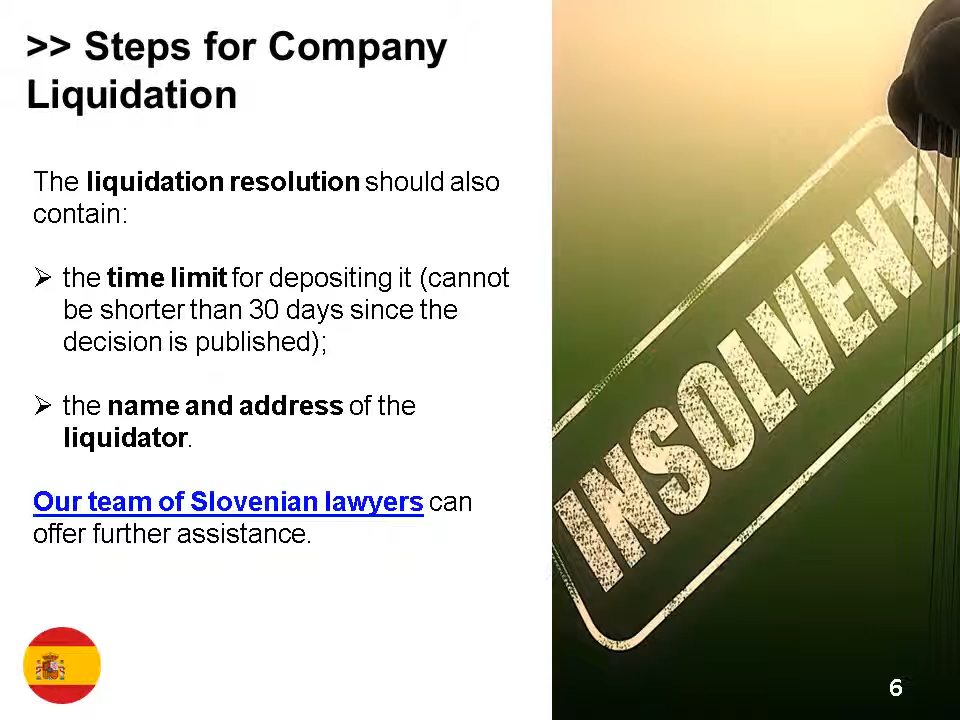 >> Steps for Company
Liquidation
The liquidation resolution should also
contain:
➢ the time limit for depositing it (cannot
be shorter than 30 days since the
decision is published);
➢ the name and address of the
liquidator.
Our team of Slovenian lawyers can
offer further assistance.
INSOLVENT
6